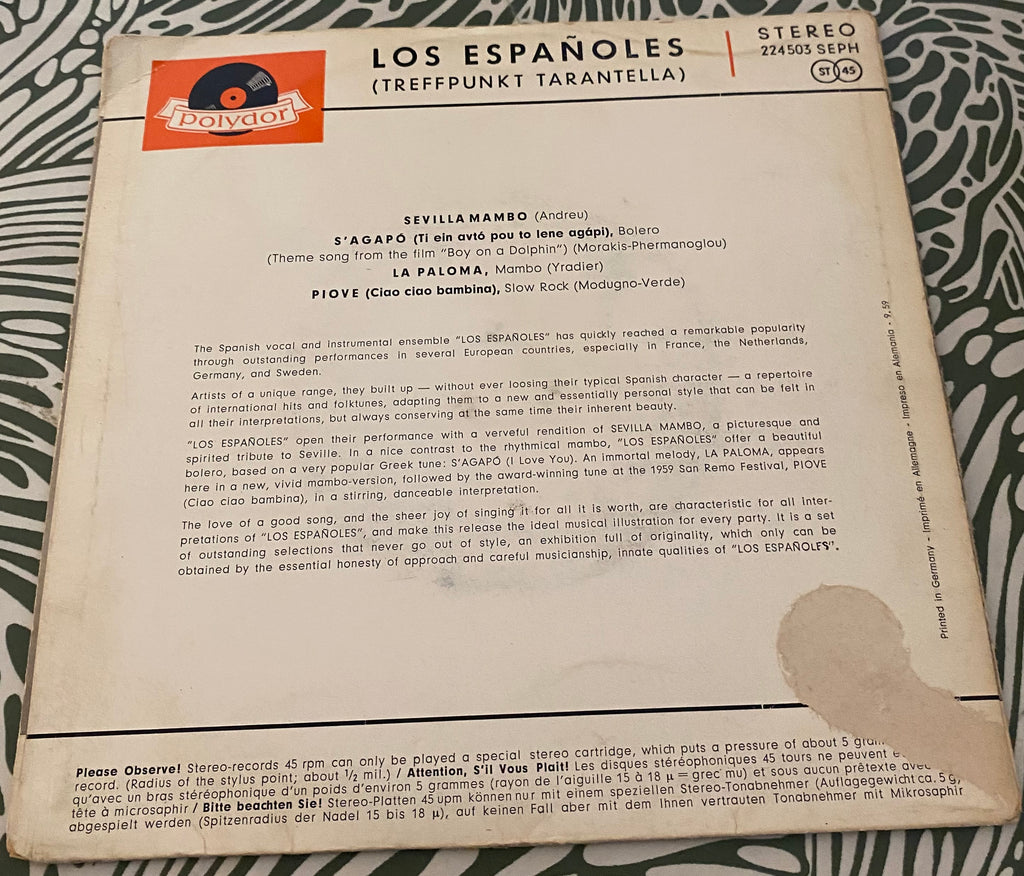 LOS ESPAÑOLES
(TREFFPUNKT TARANTELLA)
STEREO
224503 SEPH
ST 45
polydor
SEVILLA MAMBO (Andreu)
S'AGAPÓ (Ti ein avtó pou to lene agápi), Bolero
(Theme song from the film "Boy on a Dolphin") (Morakis-Phermanoglou)
LA PALOMA, Mambo (Yradier)
PIOVE (Ciao ciao bambina), Slow Rock (Modugno-Verde)
The Spanish vocal and instrumental ensemble "LOS ESPAÑOLES" has quickly reached a remarkable popularity
through outstanding performances in several European countries, especially in France, the Netherlands,
Germany, and Sweden.
Artists of a unique range, they built up — without ever loosing their typical Spanish character — a repertoire
of international hits and folktunes, adapting them to a new and essentially personal style that can be felt in
all their interpretations, but always conserving at the same time their inherent beauty.
"LOS ESPAÑOLES" open their performance with a verveful rendition of SEVILLA MAMBO, a picturesque and
spirited tribute to Seville. In a nice contrast to the rhythmical mambo, "LOS ESPAÑOLES" offer a beautiful
bolero, based on a very popular Greek tune: S'AGAPÓ (I Love You). An immortal melody, LA PALOMA, appears
here in a new, vivid mambo-version, followed by the award-winning tune at the 1959 San Remo Festival, PIOVE
(Ciao ciao bambina), in a stirring, danceable interpretation.
The love of a good song, and the sheer joy of singing it for all it is worth, are characteristic for all inter-
pretations of "LOS ESPAÑOLES", and make this release the ideal musical illustration for every party. It is a set
of outstanding selections that never go out of style, an exhibition full of originality, which only can be
obtained by the essential honesty of approach and careful musicianship, innate qualities of "LOS ESPAÑOLES".
Printed in Germany - Imprimé en Allemagne - Impreso en Alemania • 9.59
Please Observe! Stereo-records 45 rpm can only be played a special stereo cartridge, which puts a pressure of about 5
record. (Radius of the stylus point; about 1/2 mil.) / Attention, S'il Vous Plait! Les disques stéréophoniques 45 tours ne peuvent
qu'avec un bras stéréophonique d'un poids d'environ 5 grammes (rayon de l'aiguille 15 à 18 µ = grec mu) et sous aucun prétexte avec
tête à microsaphir / Bitte beachten Sie! Stereo-Platten 45 upm können nur mit einem speziellen Stereo-Tonabnehmer (Auflagegewicht ca. 5 g,
abgespielt werden (Spitzenradius der Nadel 15 bis 18 µ), auf keinen Fall aber mit dem Ihnen vertrauten Tonabnehmer mit Mikrosaphir